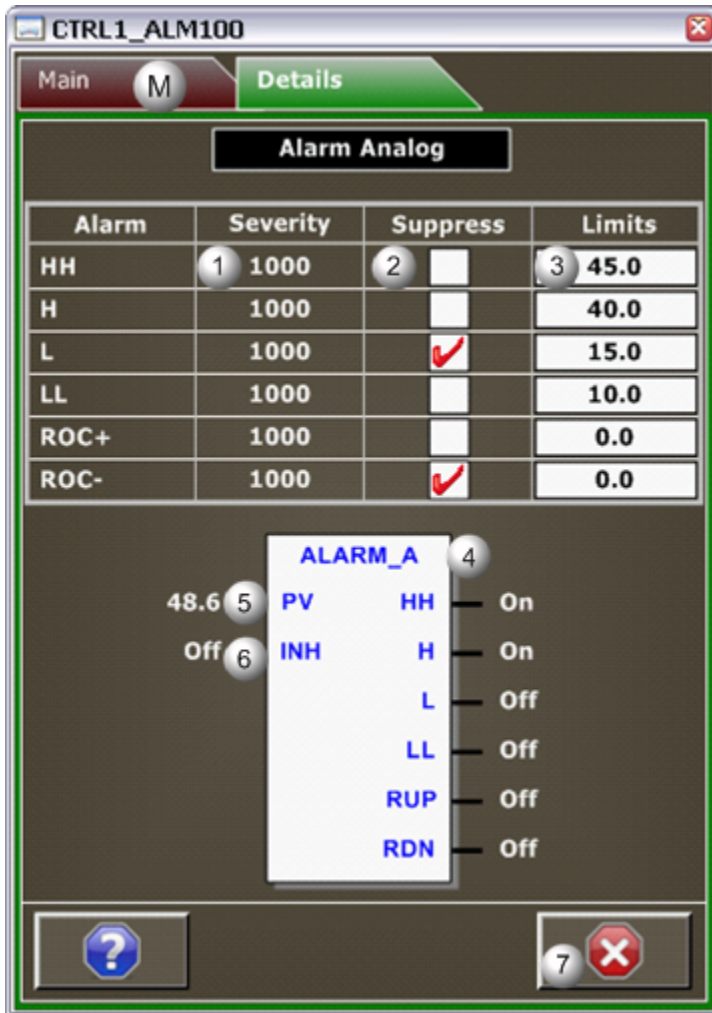 CTRL1_ALM100
Main M Details
Alarm Analog
Alarm Severity Suppress Limits
HH 1 1000 2 3 45.0
H 1000 40.0
L 1000 15.0
LL 1000 10.0
ROC+ 1000 0.0
ROC- 1000 0.0
ALARM_A 4
48.6 5 PV HH On
Off 6 INH H On
L Off
LL Off
RUP Off
RDN Off
?
7